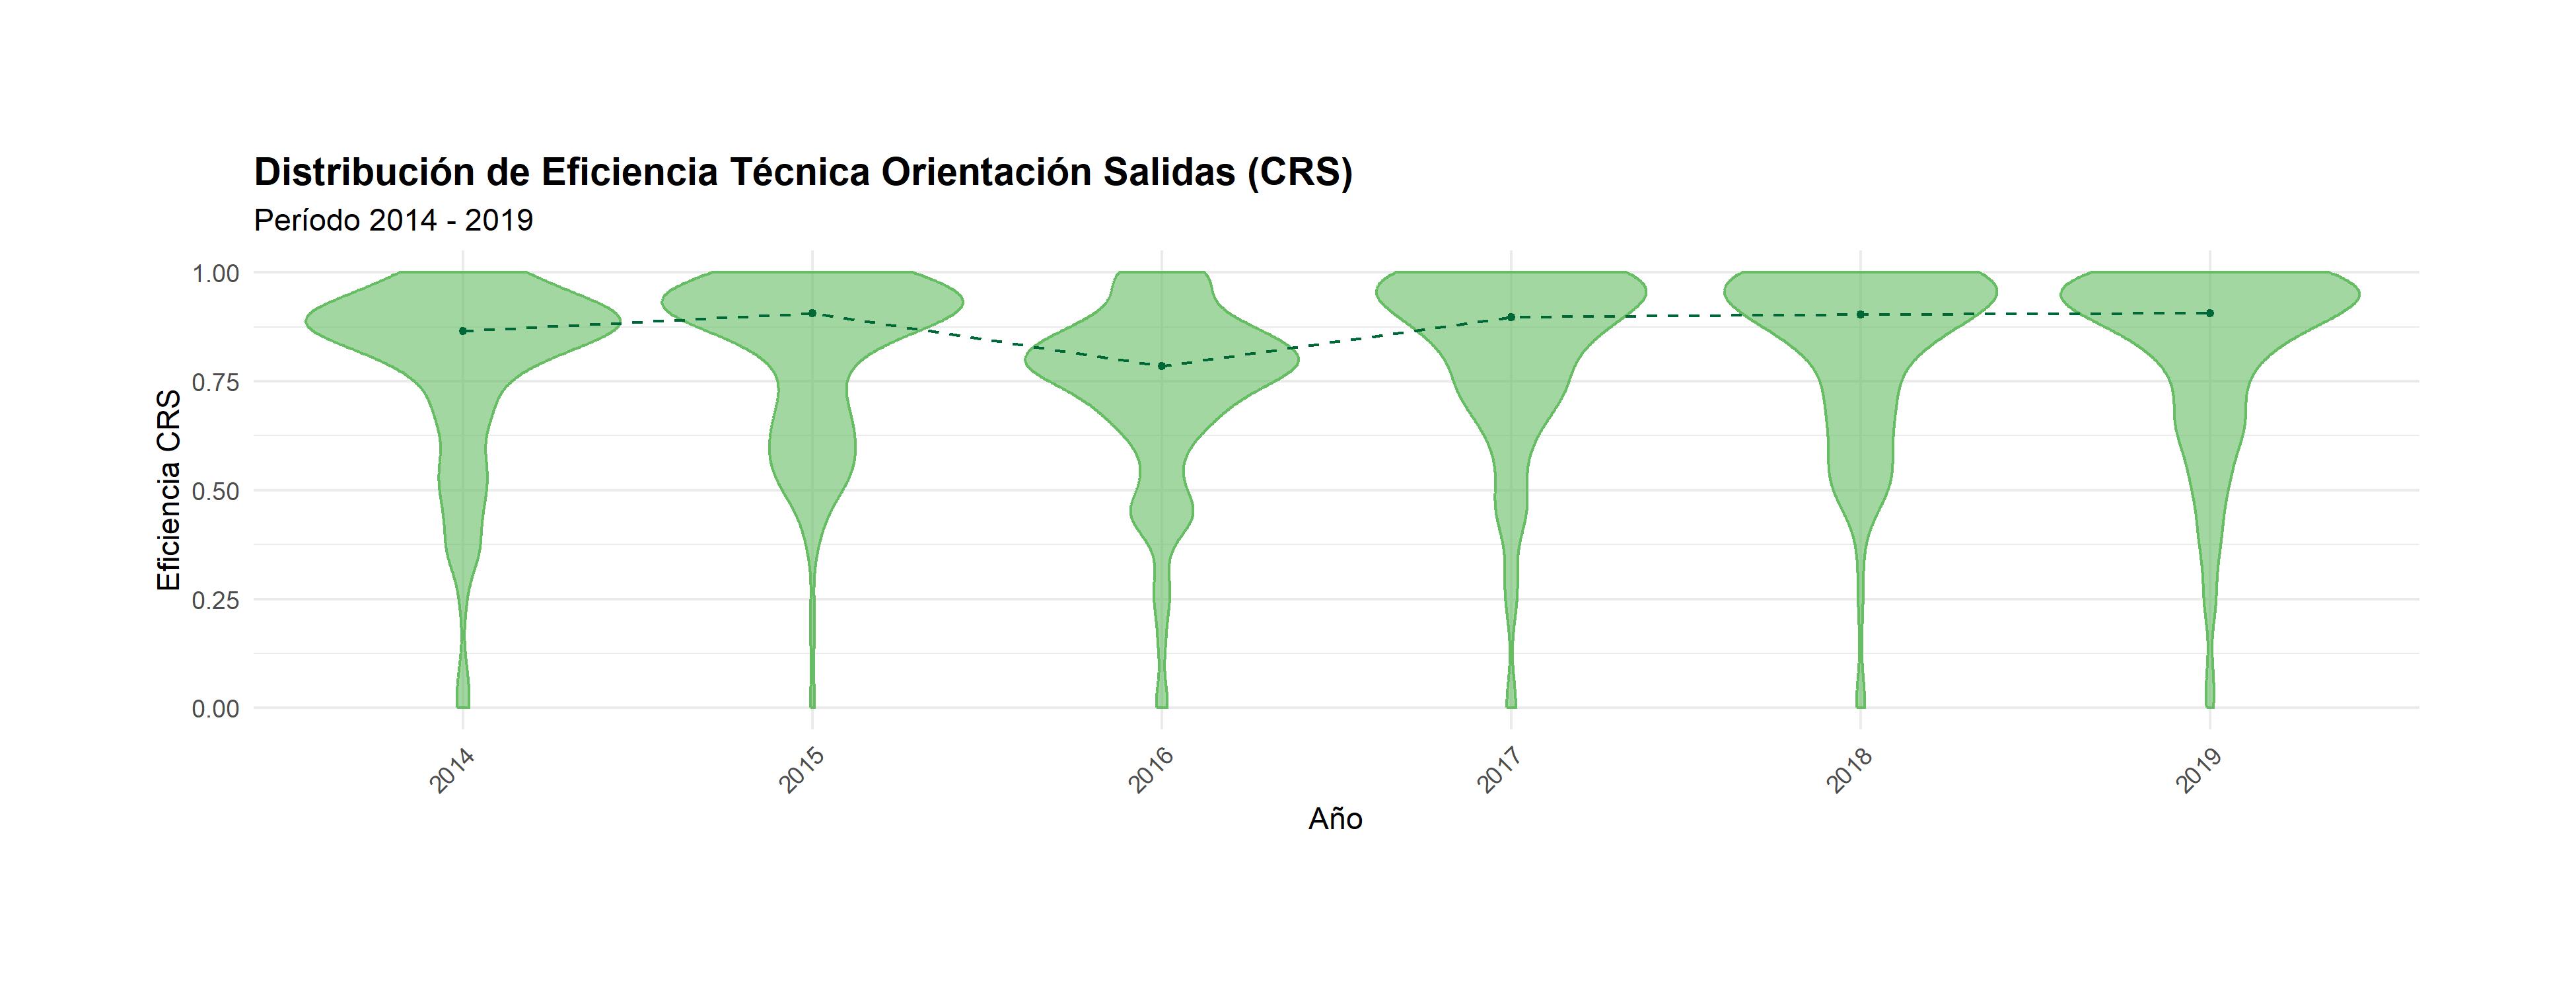 Distribución de Eficiencia Técnica Orientación Salidas (CRS)
Período 2014 - 2019
Eficiencia CRS
1.00
0.75
0.50
0.25
0.00
2014
2015
2016
2017
2018
2019
Año